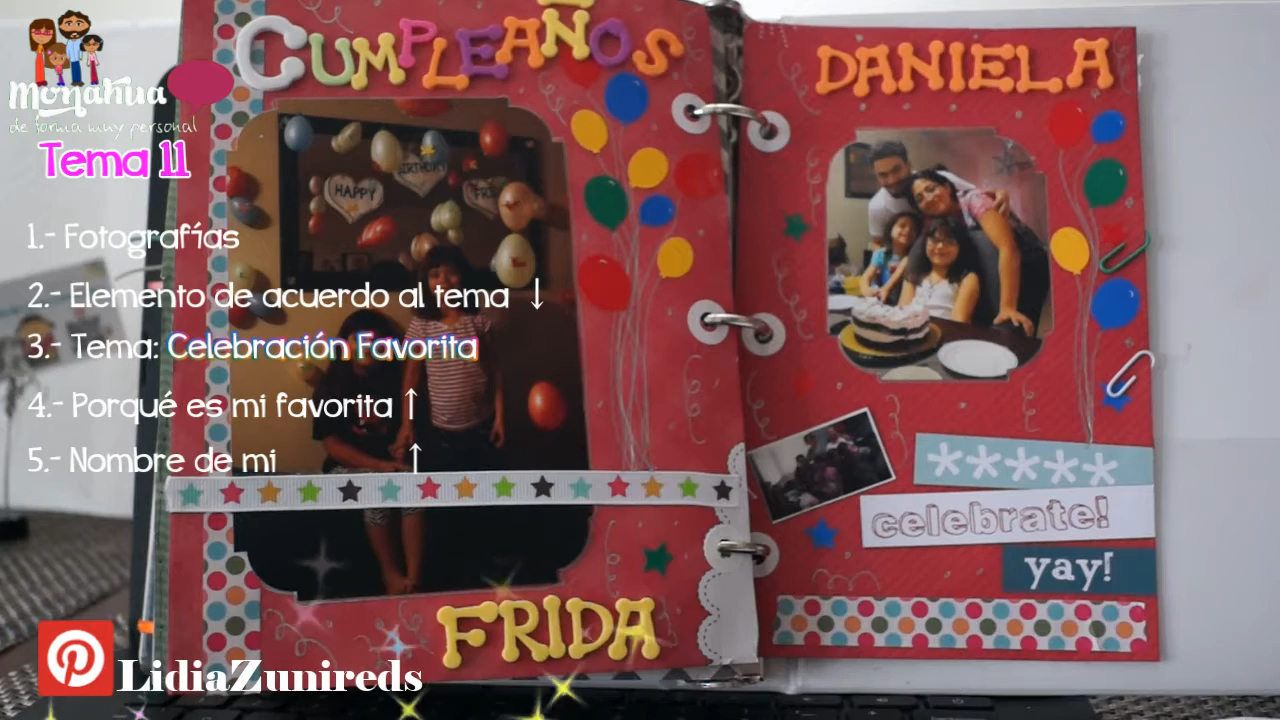 Monahua
de forma muy personal
Tema 11
1.- Fotografías
2.- Elemento de acuerdo al tema ↓
3.- Tema: Celebración Favorita
4.- Porqué es mi favorita ↑
5.- Nombre de mi ↑
CUMPLEAÑOS
HAPPY
BIRTHDAY
FRIDA
DANIELA
*****
celebrate!
yay!
LidiaZunireds